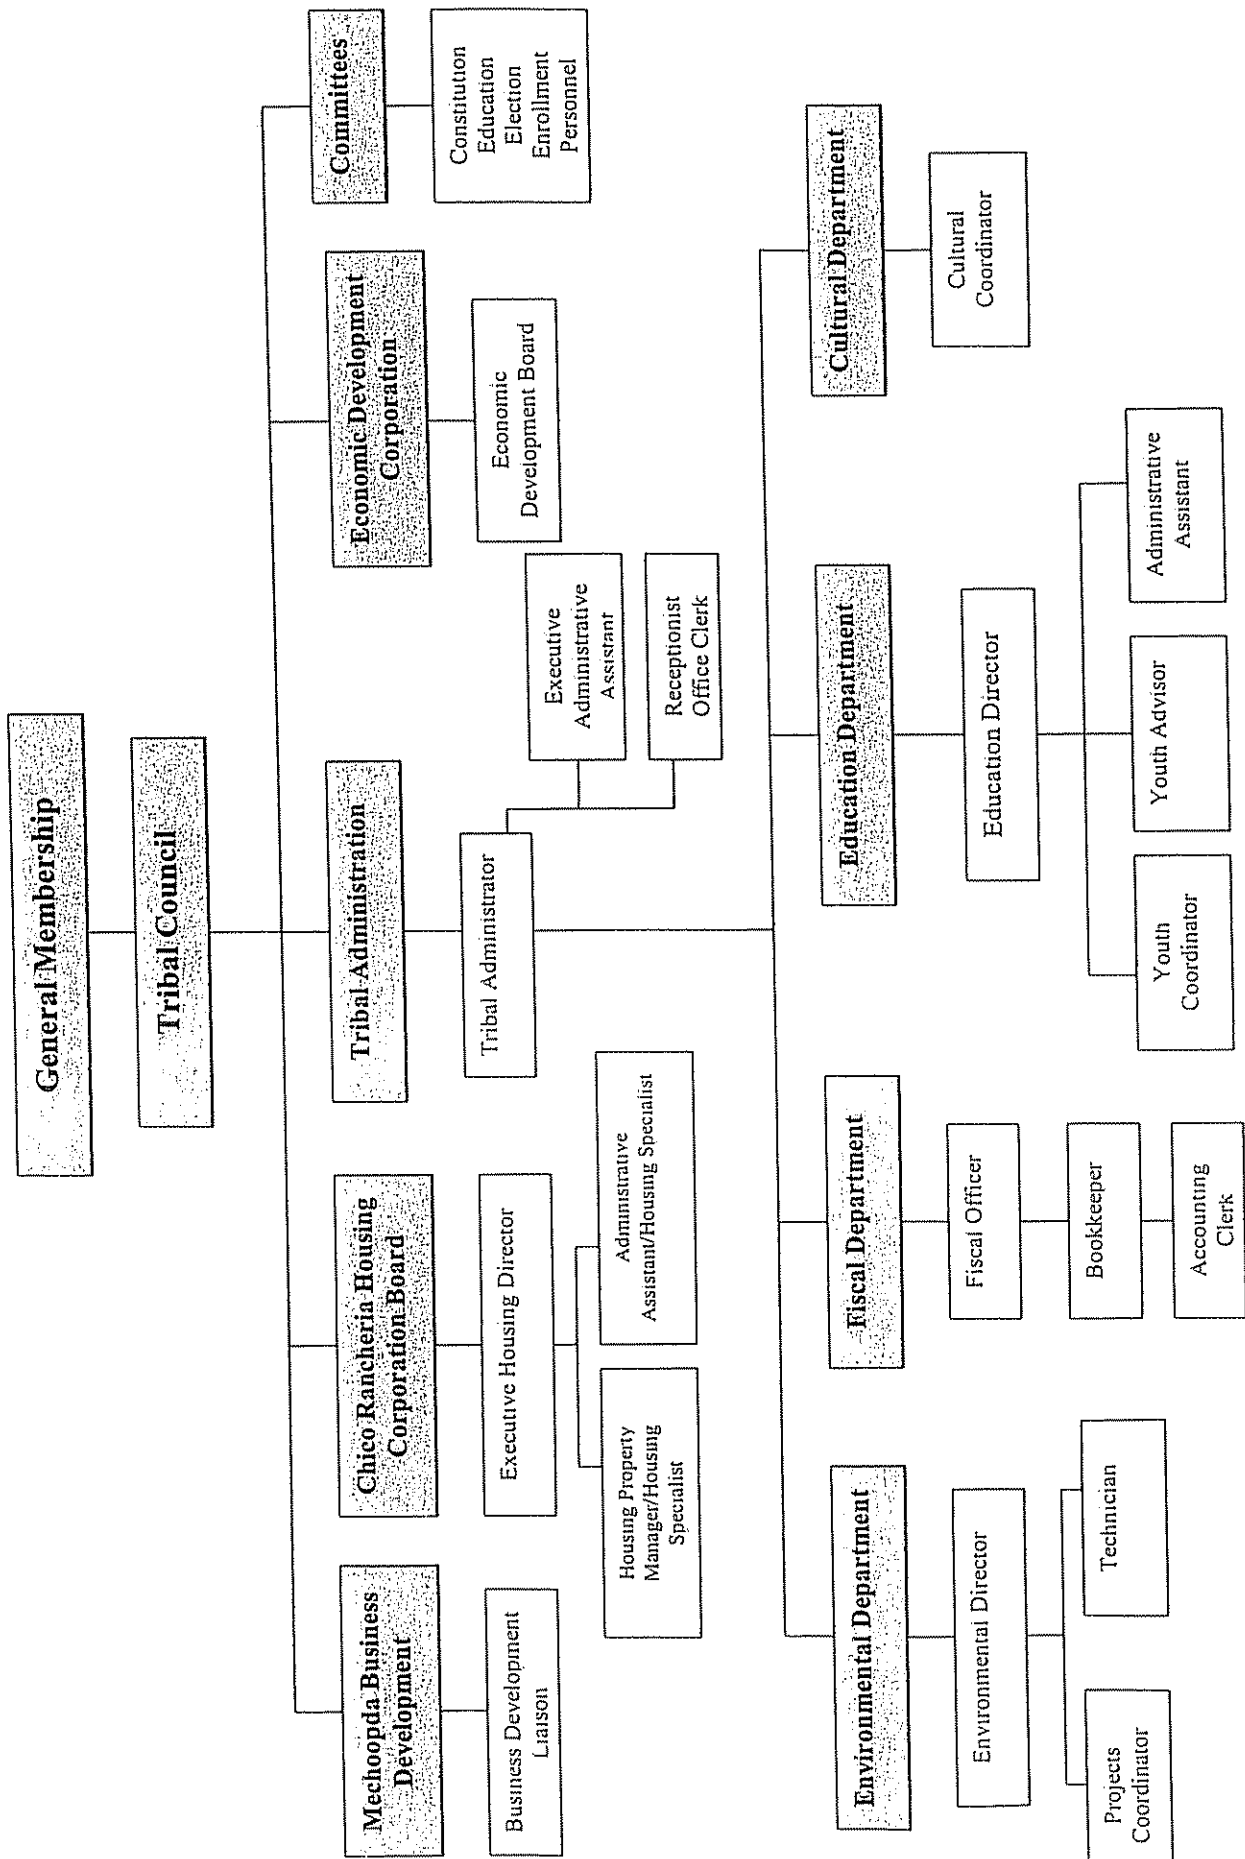 General Membership
Tribal Council
Mechoopda Business
Development
Business Development
Liaison
Chico Rancheria Housing
Corporation Board
Executive Housing Director
Housing Property
Manager/Housing
Specialist
Administrative
Assistant/Housing Specialist
Tribal Administration
Tribal Administrator
Executive
Administrative
Assistant
Receptionist
Office Clerk
Economic Development
Corporation
Economic
Development Board
Committees
Constitution
Education
Election
Enrollment
Personnel
Environmental Department
Environmental Director
Projects
Coordinator
Technician
Fiscal Department
Fiscal Officer
Bookkeeper
Accounting
Clerk
Education Department
Education Director
Youth
Coordinator
Youth Advisor
Administrative
Assistant
Cultural Department
Cultural
Coordinator